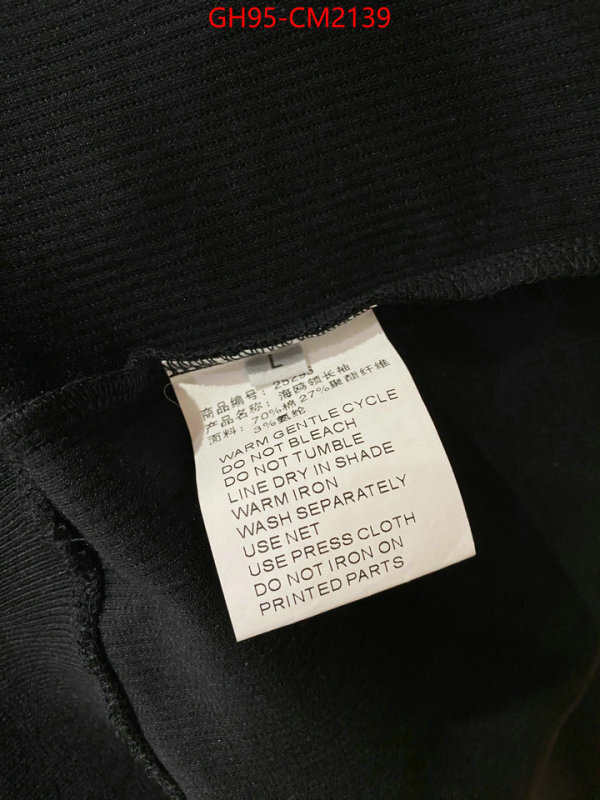 GH95-CM2139
L
商品编号:
产品名称: 海鸥领长袖
面料: 70%棉27%聚酯纤维
3%氨纶
WARM GENTLE CYCLE
DO NOT BLEACH
DO NOT TUMBLE
LINE DRY IN SHADE
WARM IRON
WASH SEPARATELY
USE NET
USE PRESS CLOTH
DO NOT IRON ON
PRINTED PARTS